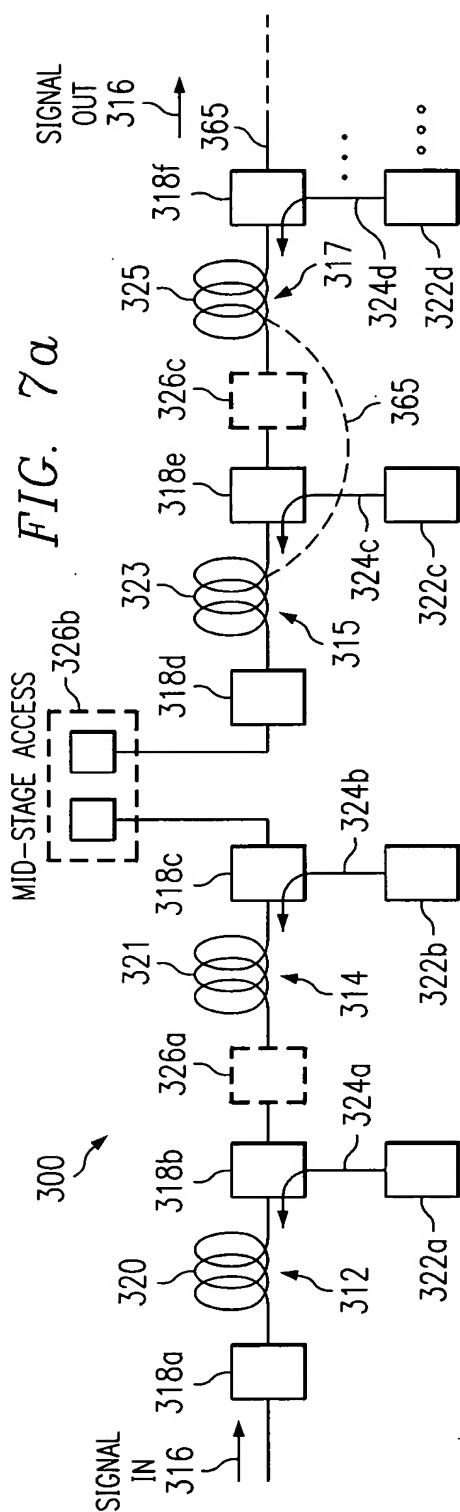 FIG. 7a
300
MID-STAGE ACCESS
326b
SIGNAL
IN
316
318a
320
312
318b
324a
322a
326a
321
314
318c
324b
322b
318d
323
315
318e
324c
322c
326c
365
325
317
318f
324d
322d
365
SIGNAL
OUT
316